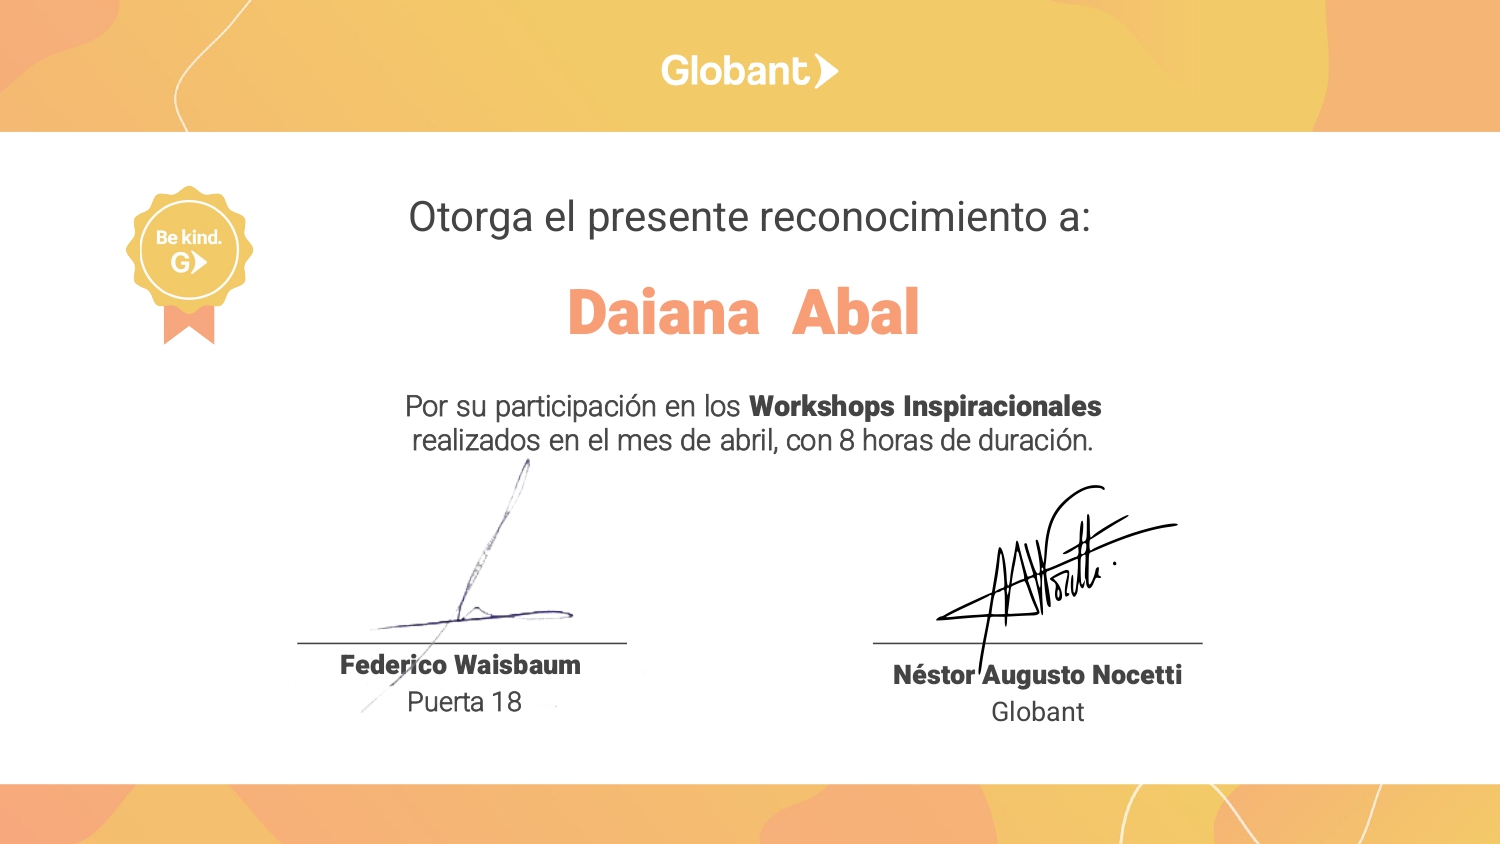 Globant
Be kind.
G
Otorga el presente reconocimiento a:
Daiana Abal
Por su participación en los Workshops Inspiracionales
realizados en el mes de abril, con 8 horas de duración.
Federico Waisbaum
Puerta 18
Néstor Augusto Nocetti
Globant